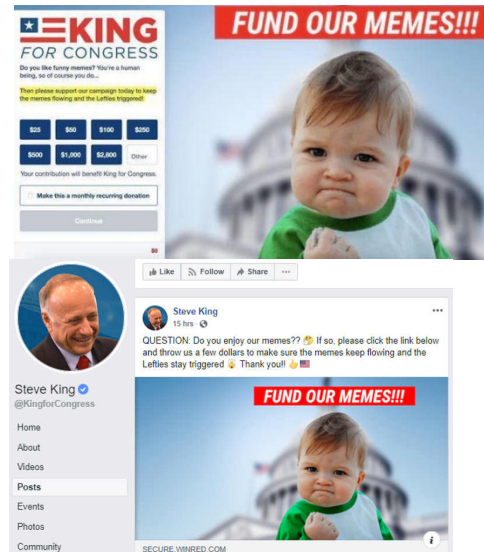 KING
FOR CONGRESS
Do you like funny memes? You're a human
being, so of course you do...
Then please support our campaign today to keep
the memes flowing and the Lefties triggered!
$25 $50 $100 $250
$500 $1,000 $2,800 Other
Your contribution will benefit King for Congress.
Make this a monthly recurring donation
Continue
FUND OUR MEMES!!!
Like Follow Share ...
Steve King
@KingforCongress
Home
About
Videos
Posts
Events
Photos
Community
Steve King
15 hrs ·
QUESTION: Do you enjoy our memes?? 🤔 If so, please click the link below
and throw us a few dollars to make sure the memes keep flowing and the
Lefties stay triggered 🤯 Thank you!! 👍🇺🇸
FUND OUR MEMES!!!
i
SECURE.WINRED.COM